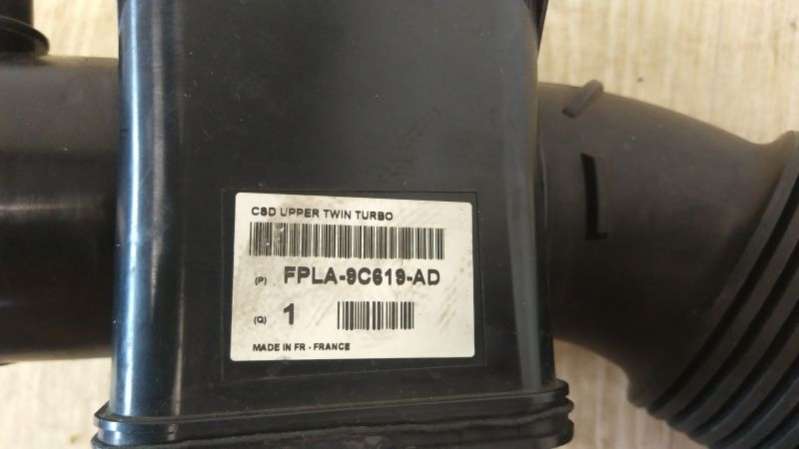 CSD UPPER TWIN TURBO
(P) FPLA-9C619-AD
(Q) 1
MADE IN FR - FRANCE